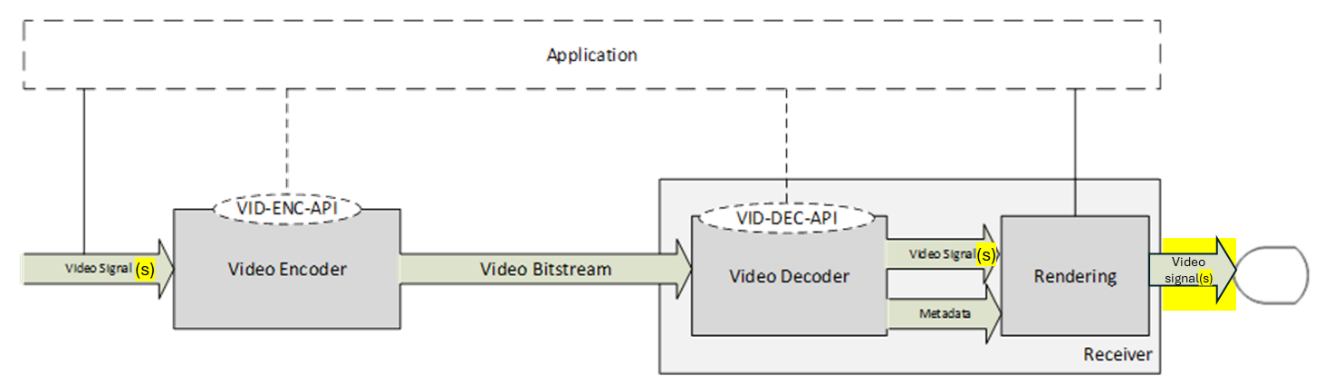 Application
VID-ENC-API
VID-DEC-API
Video Signal (s)
Video Encoder
Video Bitstream
Video Decoder
Video Signal(s)
Metadata
Rendering
Video
signal(s)
Receiver